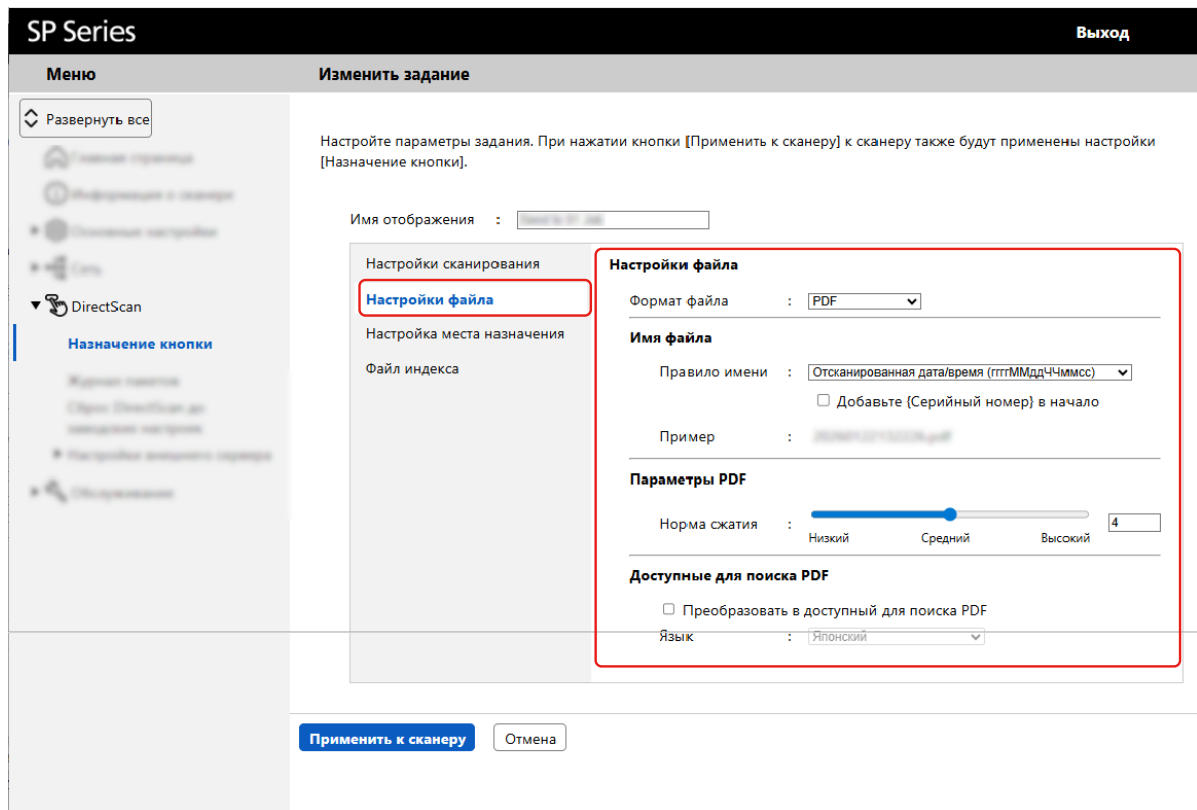 SP Series
Выход
Меню
Изменить задание
Развернуть все
DirectScan
Назначение кнопки
Настройте параметры задания. При нажатии кнопки [Применить к сканеру] к сканеру также будут применены настройки
[Назначение кнопки].
Имя отображения :
Настройки сканирования
Настройки файла
Настройка места назначения
Файл индекса
Настройки файла
Формат файла : PDF
Имя файла
Правило имени : Отсканированная дата/время (ггггММддЧЧммсс)
Добавьте {Серийный номер} в начало
Пример :
Параметры PDF
Норма сжатия : 4
Низкий Средний Высокий
Доступные для поиска PDF
Преобразовать в доступный для поиска PDF
Язык : Японский
Применить к сканеру
Отмена